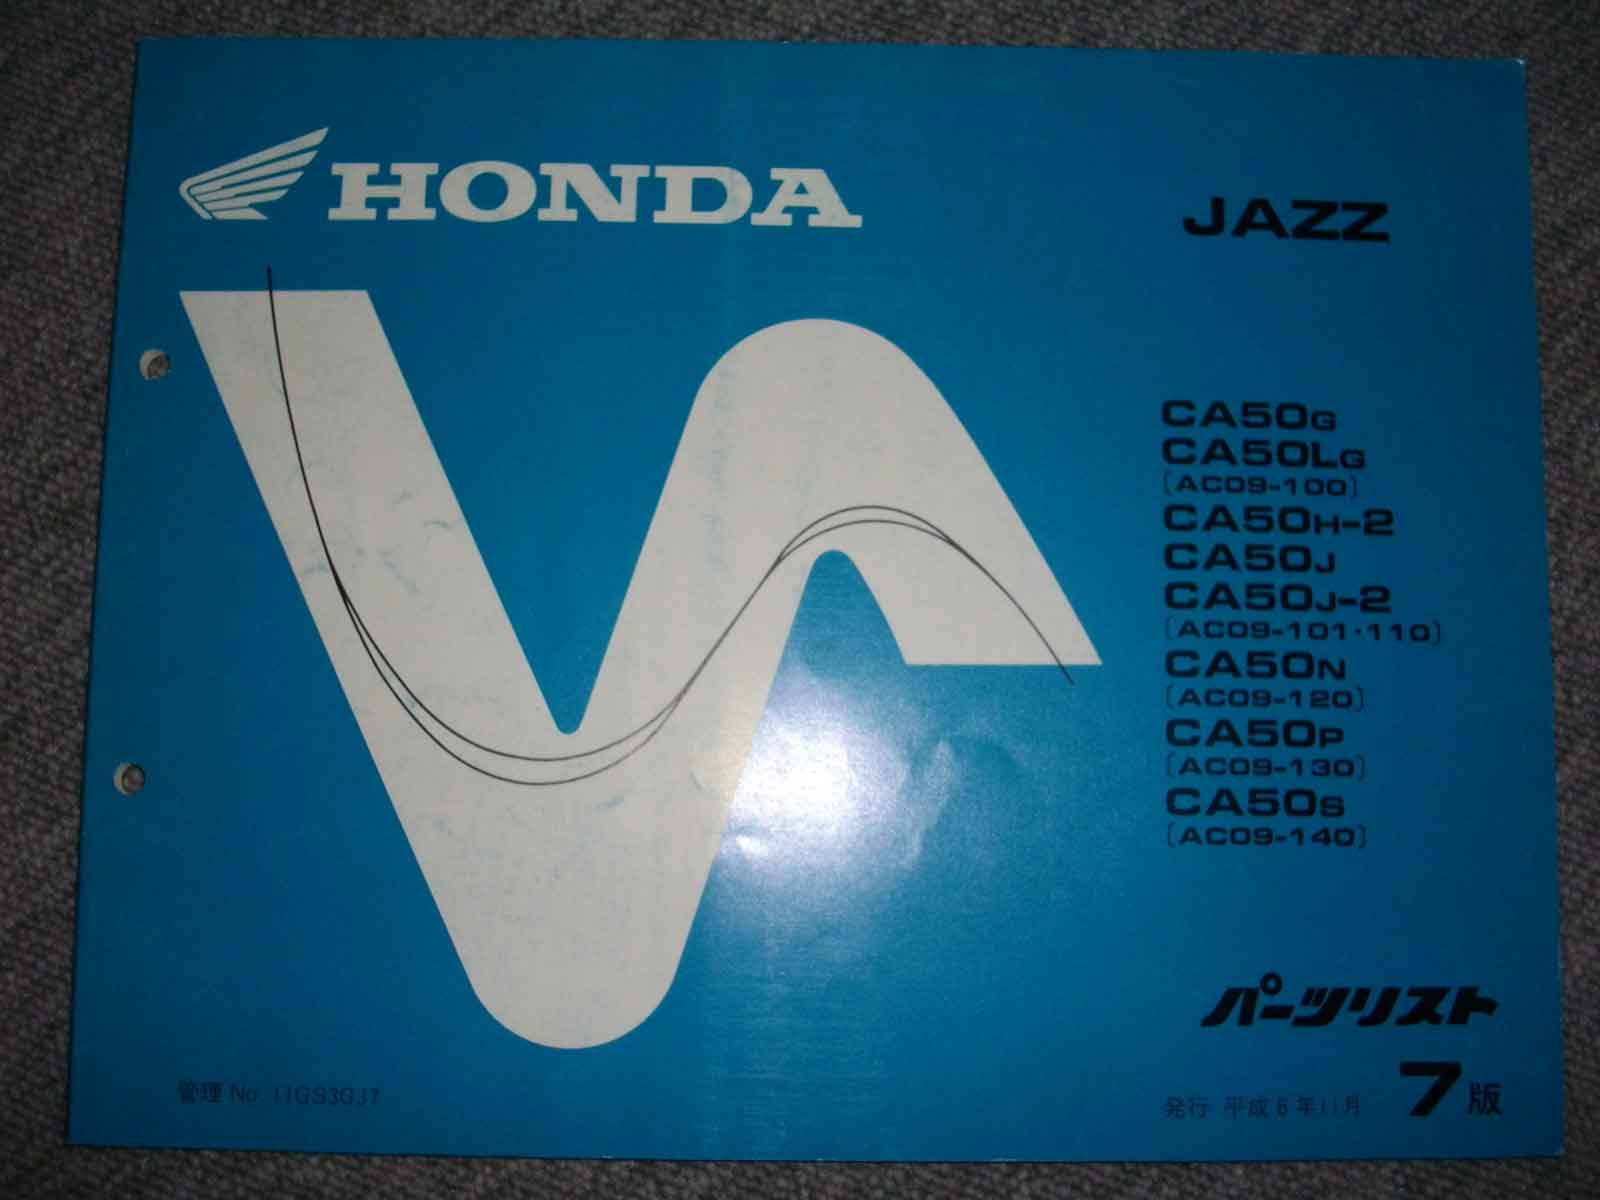 HONDA
JAZZ
CA50G
CA50LG
[AC09-100]
CA50H-2
CA50J
CA50J-2
[AC09-101·110]
CA50N
[AC09-120]
CA50P
[AC09-130]
CA50S
[AC09-140]
パーツリスト
管理 No. 11GS3GJ7
発行 平成6年11月 7版